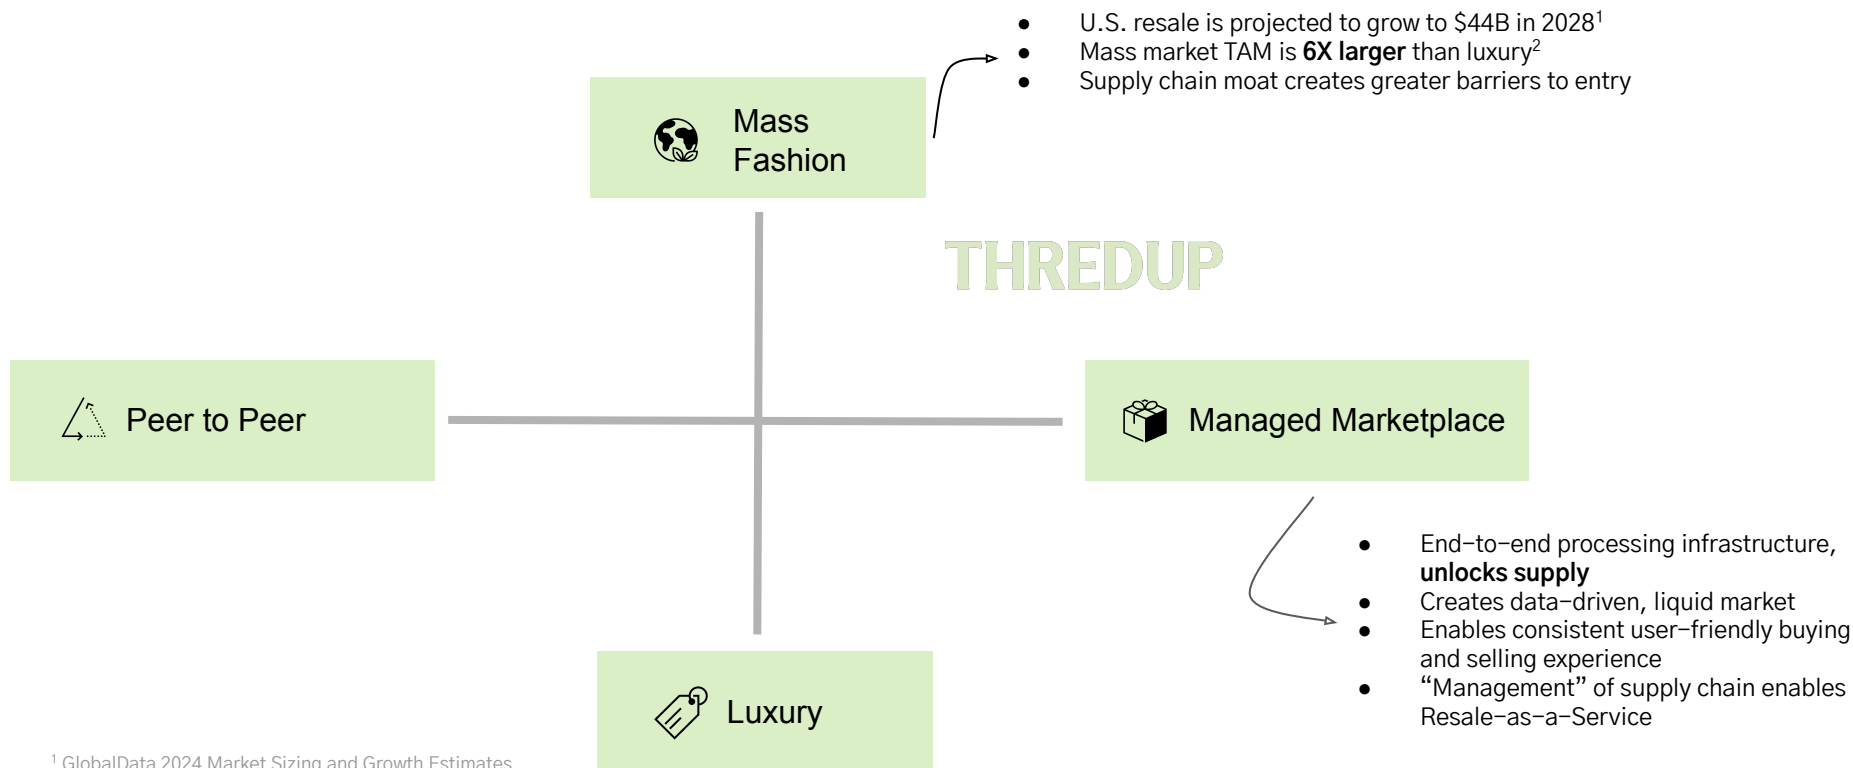 ● U.S. resale is projected to grow to $44B in 2028¹
● Mass market TAM is 6X larger than luxury²
● Supply chain moat creates greater barriers to entry
Mass
Fashion
THREDUP
Peer to Peer
Managed Marketplace
● End-to-end processing infrastructure,
unlocks supply
● Creates data-driven, liquid market
● Enables consistent user-friendly buying
and selling experience
● “Management” of supply chain enables
Resale-as-a-Service
Luxury
¹ GlobalData 2024 Market Sizing and Growth Estimates